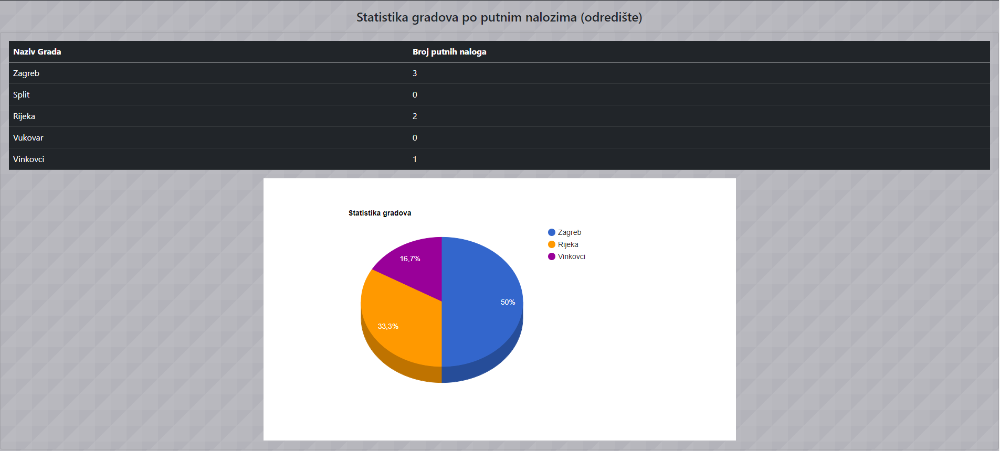 Statistika gradova po putnim nalozima (odredište)
Naziv Grada Broj putnih naloga
Zagreb 3
Split 0
Rijeka 2
Vukovar 0
Vinkovci 1
Statistika gradova
Zagreb
Rijeka
Vinkovci
16,7%
50%
33,3%